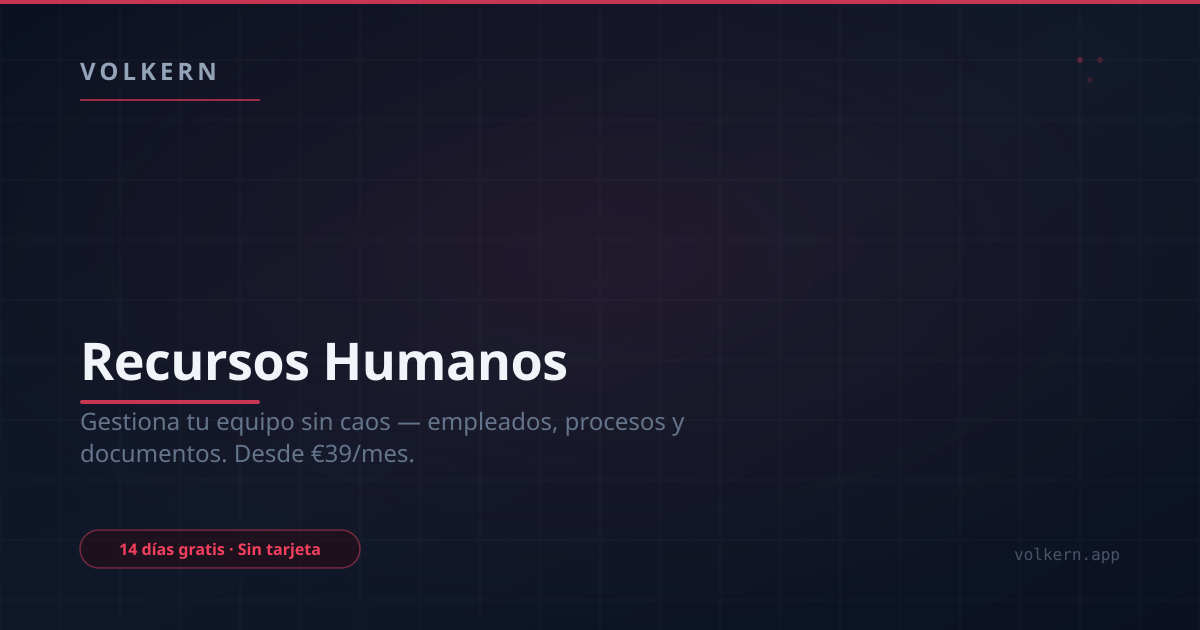 VOLKERN
Recursos Humanos
Gestiona tu equipo sin caos — empleados, procesos y
documentos. Desde €39/mes.
14 días gratis · Sin tarjeta
volkern.app